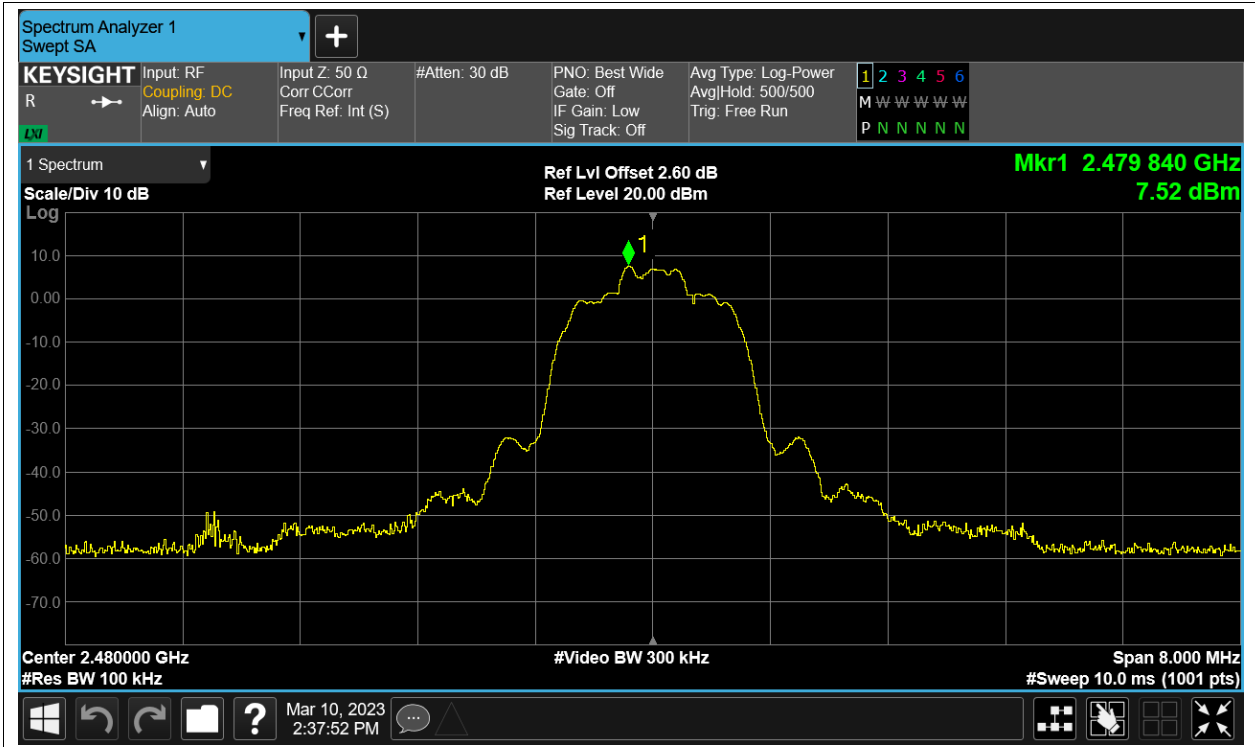 Spectrum Analyzer 1
Swept SA
KEYSIGHT
R
LXI
Input: RF
Coupling: DC
Align: Auto
Input Z: 50 Ω
Corr CCorr
Freq Ref: Int (S)
#Atten: 30 dB
PNO: Best Wide
Gate: Off
IF Gain: Low
Sig Track: Off
Avg Type: Log-Power
Avg|Hold: 500/500
Trig: Free Run
1 2 3 4 5 6
M W W W W W
P N N N N N
1 Spectrum
Scale/Div 10 dB
Log
Ref Lvl Offset 2.60 dB
Ref Level 20.00 dBm
Mkr1 2.479 840 GHz
7.52 dBm
1
10.0
0.00
-10.0
-20.0
-30.0
-40.0
-50.0
-60.0
-70.0
Center 2.480000 GHz
#Res BW 100 kHz
#Video BW 300 kHz
Span 8.000 MHz
#Sweep 10.0 ms (1001 pts)
?
Mar 10, 2023
2:37:52 PM